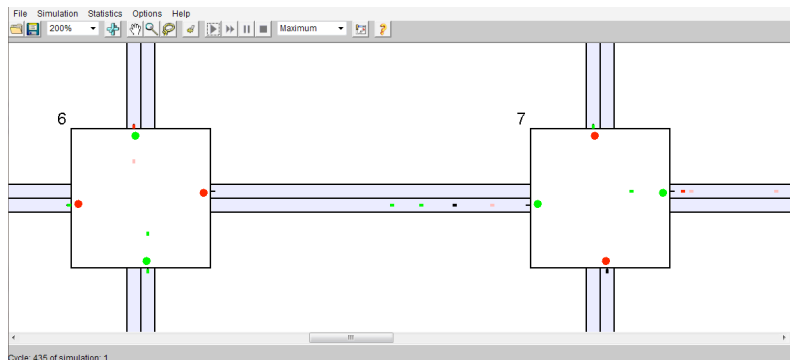 File Simulation Statistics Options Help
200% Maximum
6 7
Cycle: 435 of simulation: 1